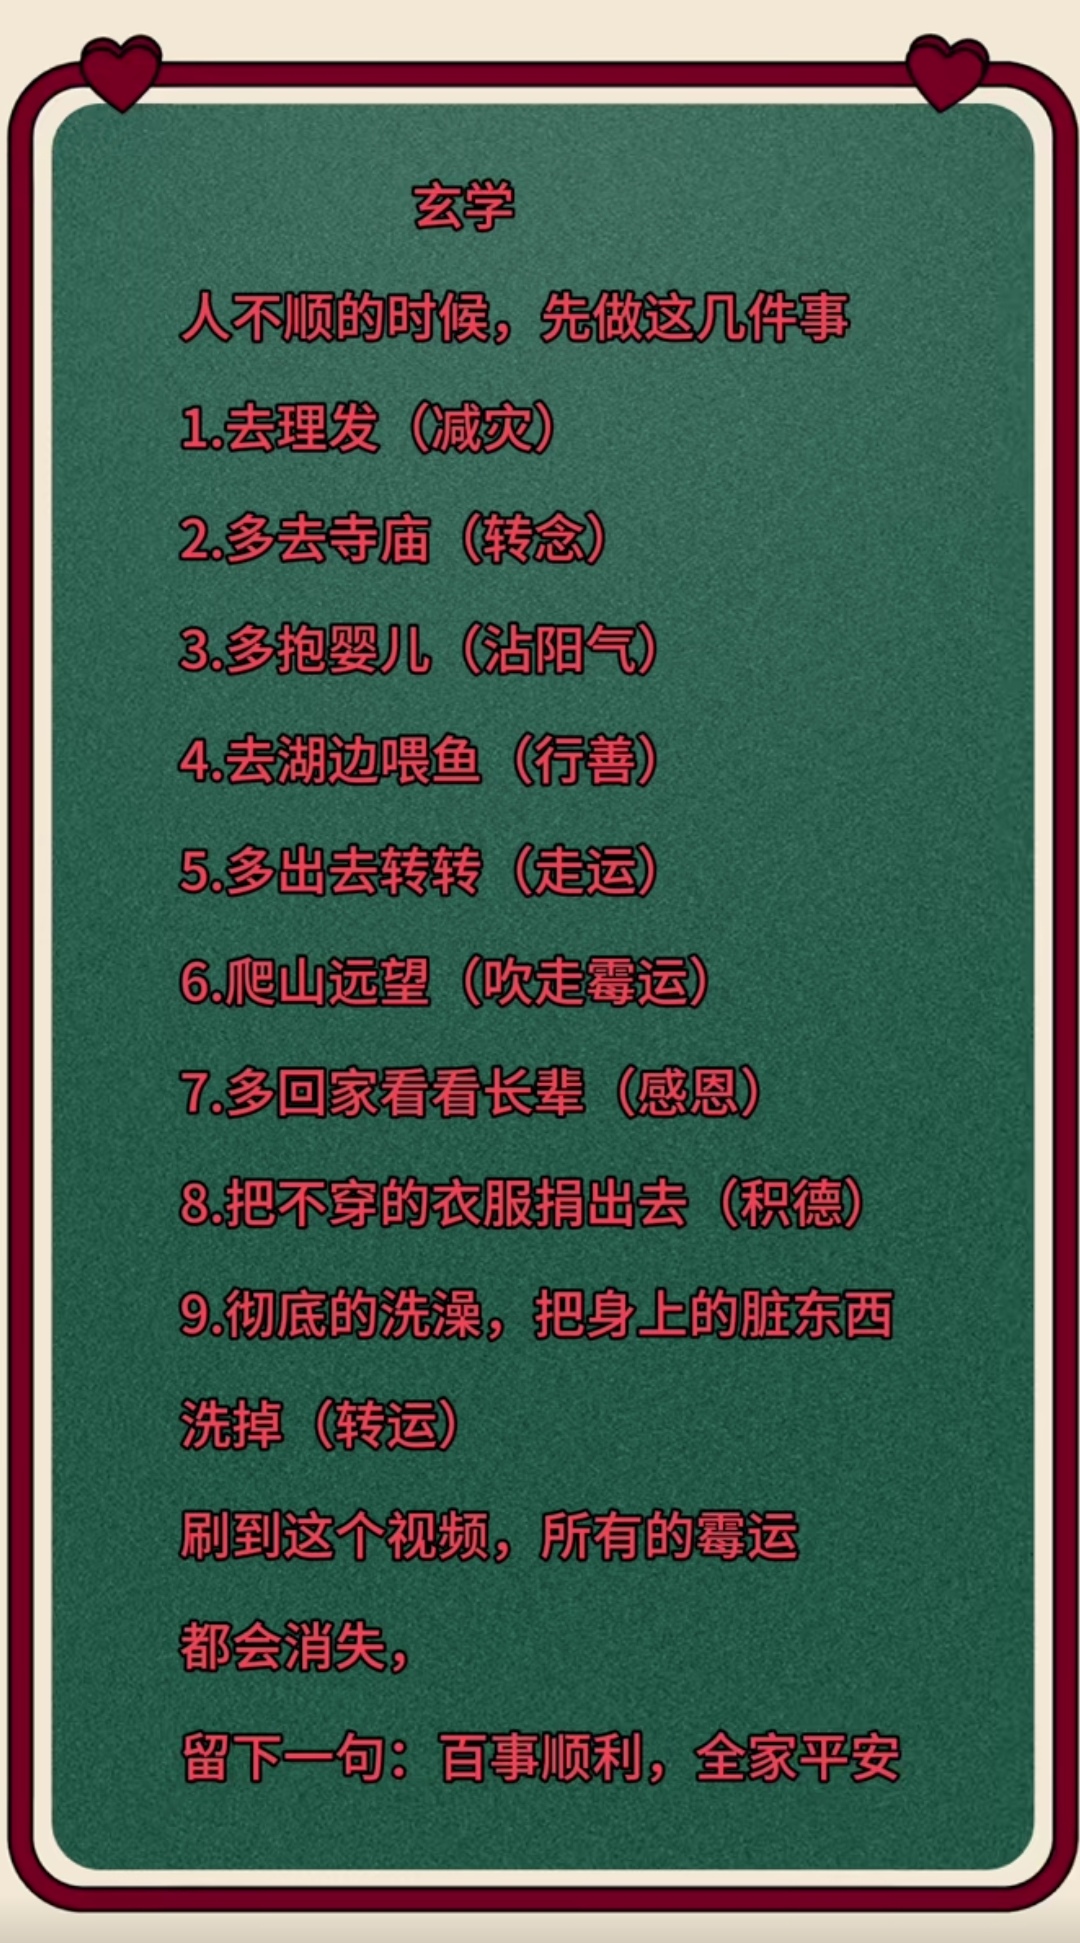 玄学
人不顺的时候，先做这几件事
1.去理发（减灾）
2.多去寺庙（转念）
3.多抱婴儿（沾阳气）
4.去湖边喂鱼（行善）
5.多出去转转（走运）
6.爬山远望（吹走霉运）
7.多回家看看长辈（感恩）
8.把不穿的衣服捐出去（积德）
9.彻底的洗澡，把身上的脏东西
洗掉（转运）
刷到这个视频，所有的霉运
都会消失，
留下一句：百事顺利，全家平安